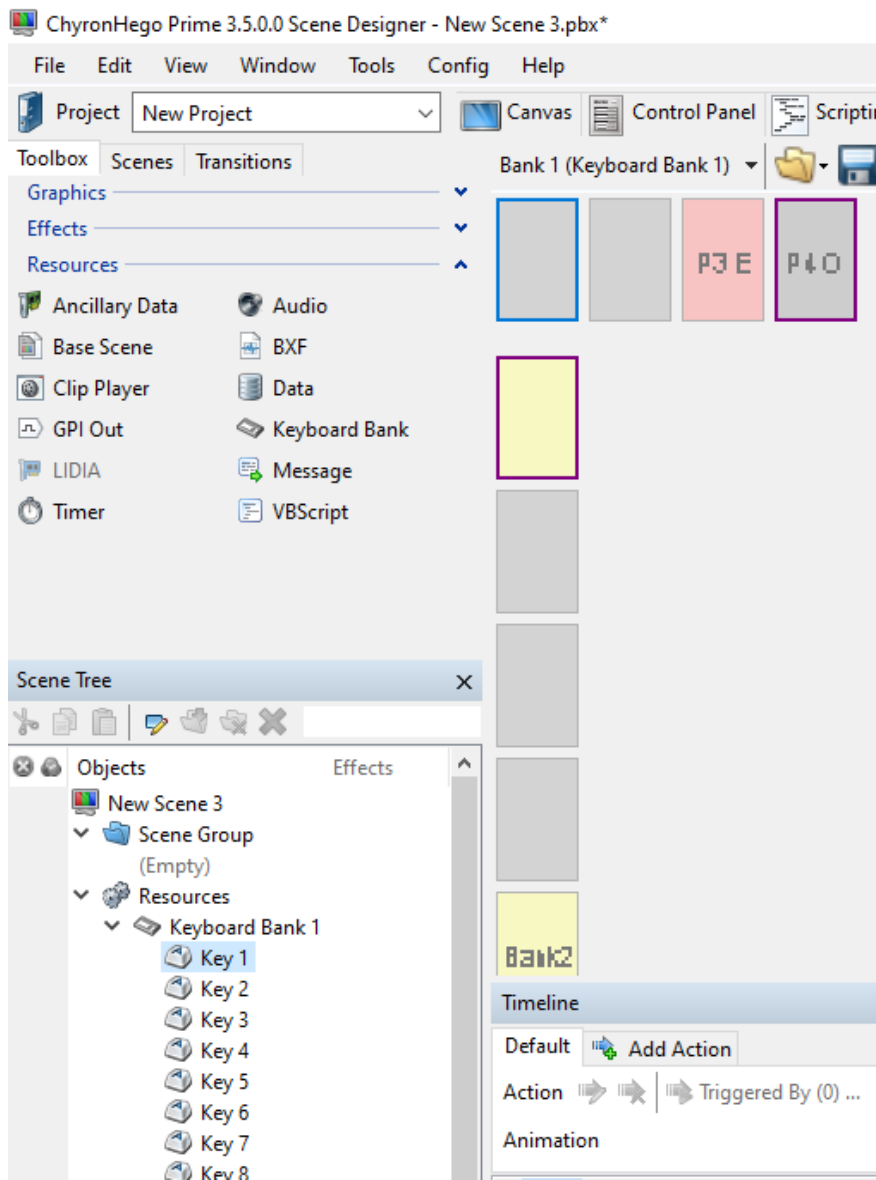 ChyronHego Prime 3.5.0.0 Scene Designer - New Scene 3.pbx*
File Edit View Window Tools Config Help
Project New Project Canvas Control Panel
Toolbox Scenes Transitions
Bank 1 (Keyboard Bank 1)
Graphics
Effects
Resources
P3 E
O
Ancillary Data Audio
Base Scene BXF
Clip Player Data
GPI Out Keyboard Bank
LIDIA Message
Timer VBScript
Scene Tree
Objects Effects
New Scene 3
Scene Group
(Empty)
Resources
Keyboard Bank 1
Key 1
Key 2
Key 3
Key 4
Key 5
Key 6
Key 7
Key 8
Bank2
Timeline
Default Add Action
Action Triggered By (0) ...
Animation